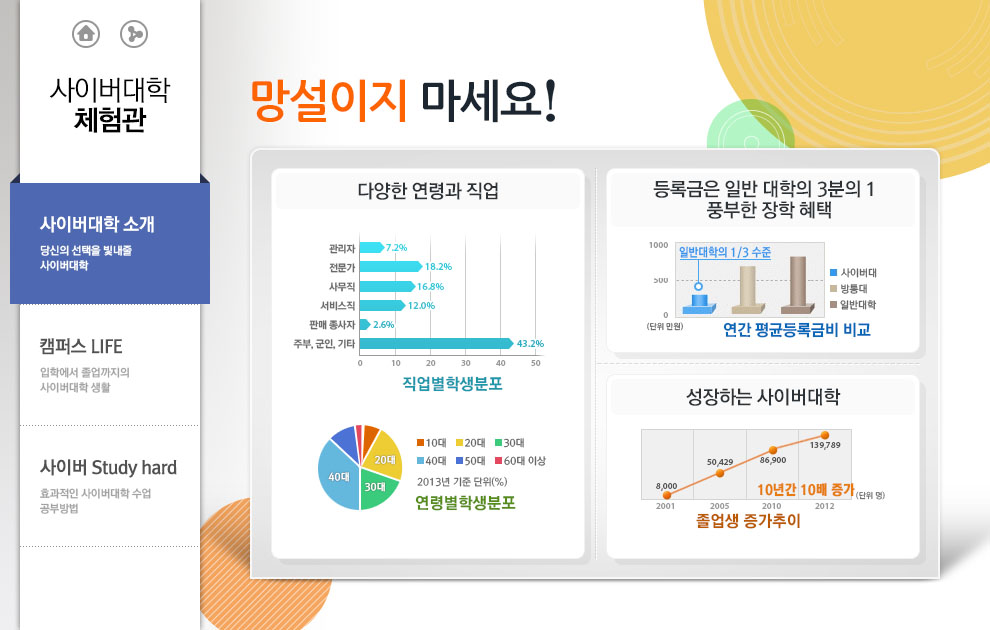 사이버대학
체험관
사이버대학 소개
당신의 선택을 빛내줄
사이버대학
캠퍼스 LIFE
입학에서 졸업까지의
사이버대학 생활
사이버 Study hard
효과적인 사이버대학 수업
공부방법
망설이지 마세요!
다양한 연령과 직업
관리자 7.2%
전문가 18.2%
사무직 16.8%
서비스직 12.0%
판매 종사자 2.6%
주부, 군인, 기타 43.2%
0 10 20 30 40 50
직업별학생분포
20대
40대
30대
10대 20대 30대
40대 50대 60대 이상
2013년 기준 단위(%)
연령별학생분포
등록금은 일반 대학의 3분의 1
풍부한 장학 혜택
1000
500
0
(단위 만원)
일반대학의 1/3 수준
사이버대
방통대
일반대학
연간 평균등록금비 비교
성장하는 사이버대학
8,000
50,429
86,900
139,789
10년간 10배 증가
(단위 명)
2001 2005 2010 2012
졸업생 증가추이